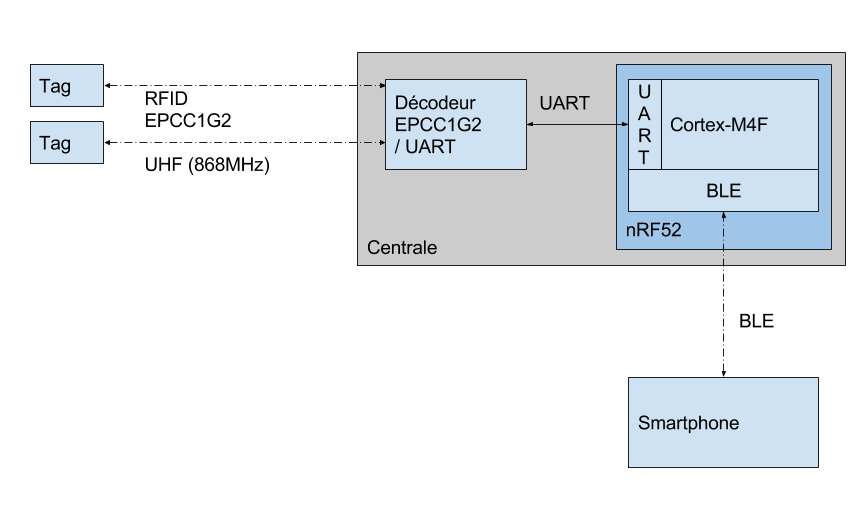 Tag
RFID
EPCC1G2
Tag
UHF (868MHz)
Décodeur
EPCC1G2
/ UART
UART
U
A
R
T
Cortex-M4F
BLE
nRF52
Centrale
BLE
Smartphone